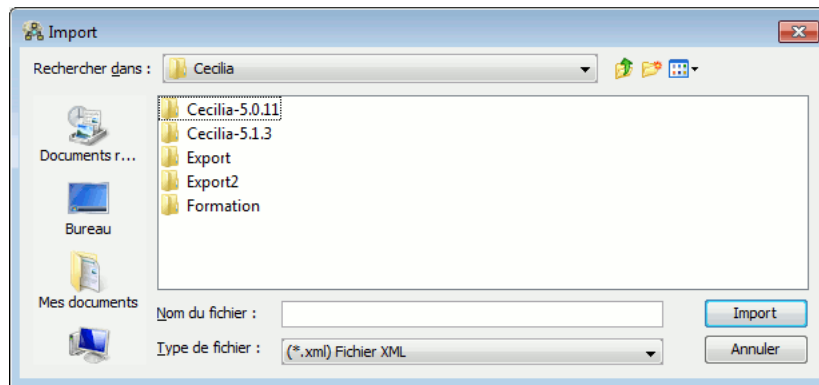 Import
Rechercher dans :
Cecilia
Documents r...
Bureau
Mes documents
Cecilia-5.0.11
Cecilia-5.1.3
Export
Export2
Formation
Nom du fichier :
Import
Type de fichier :
(*.xml) Fichier XML
Annuler